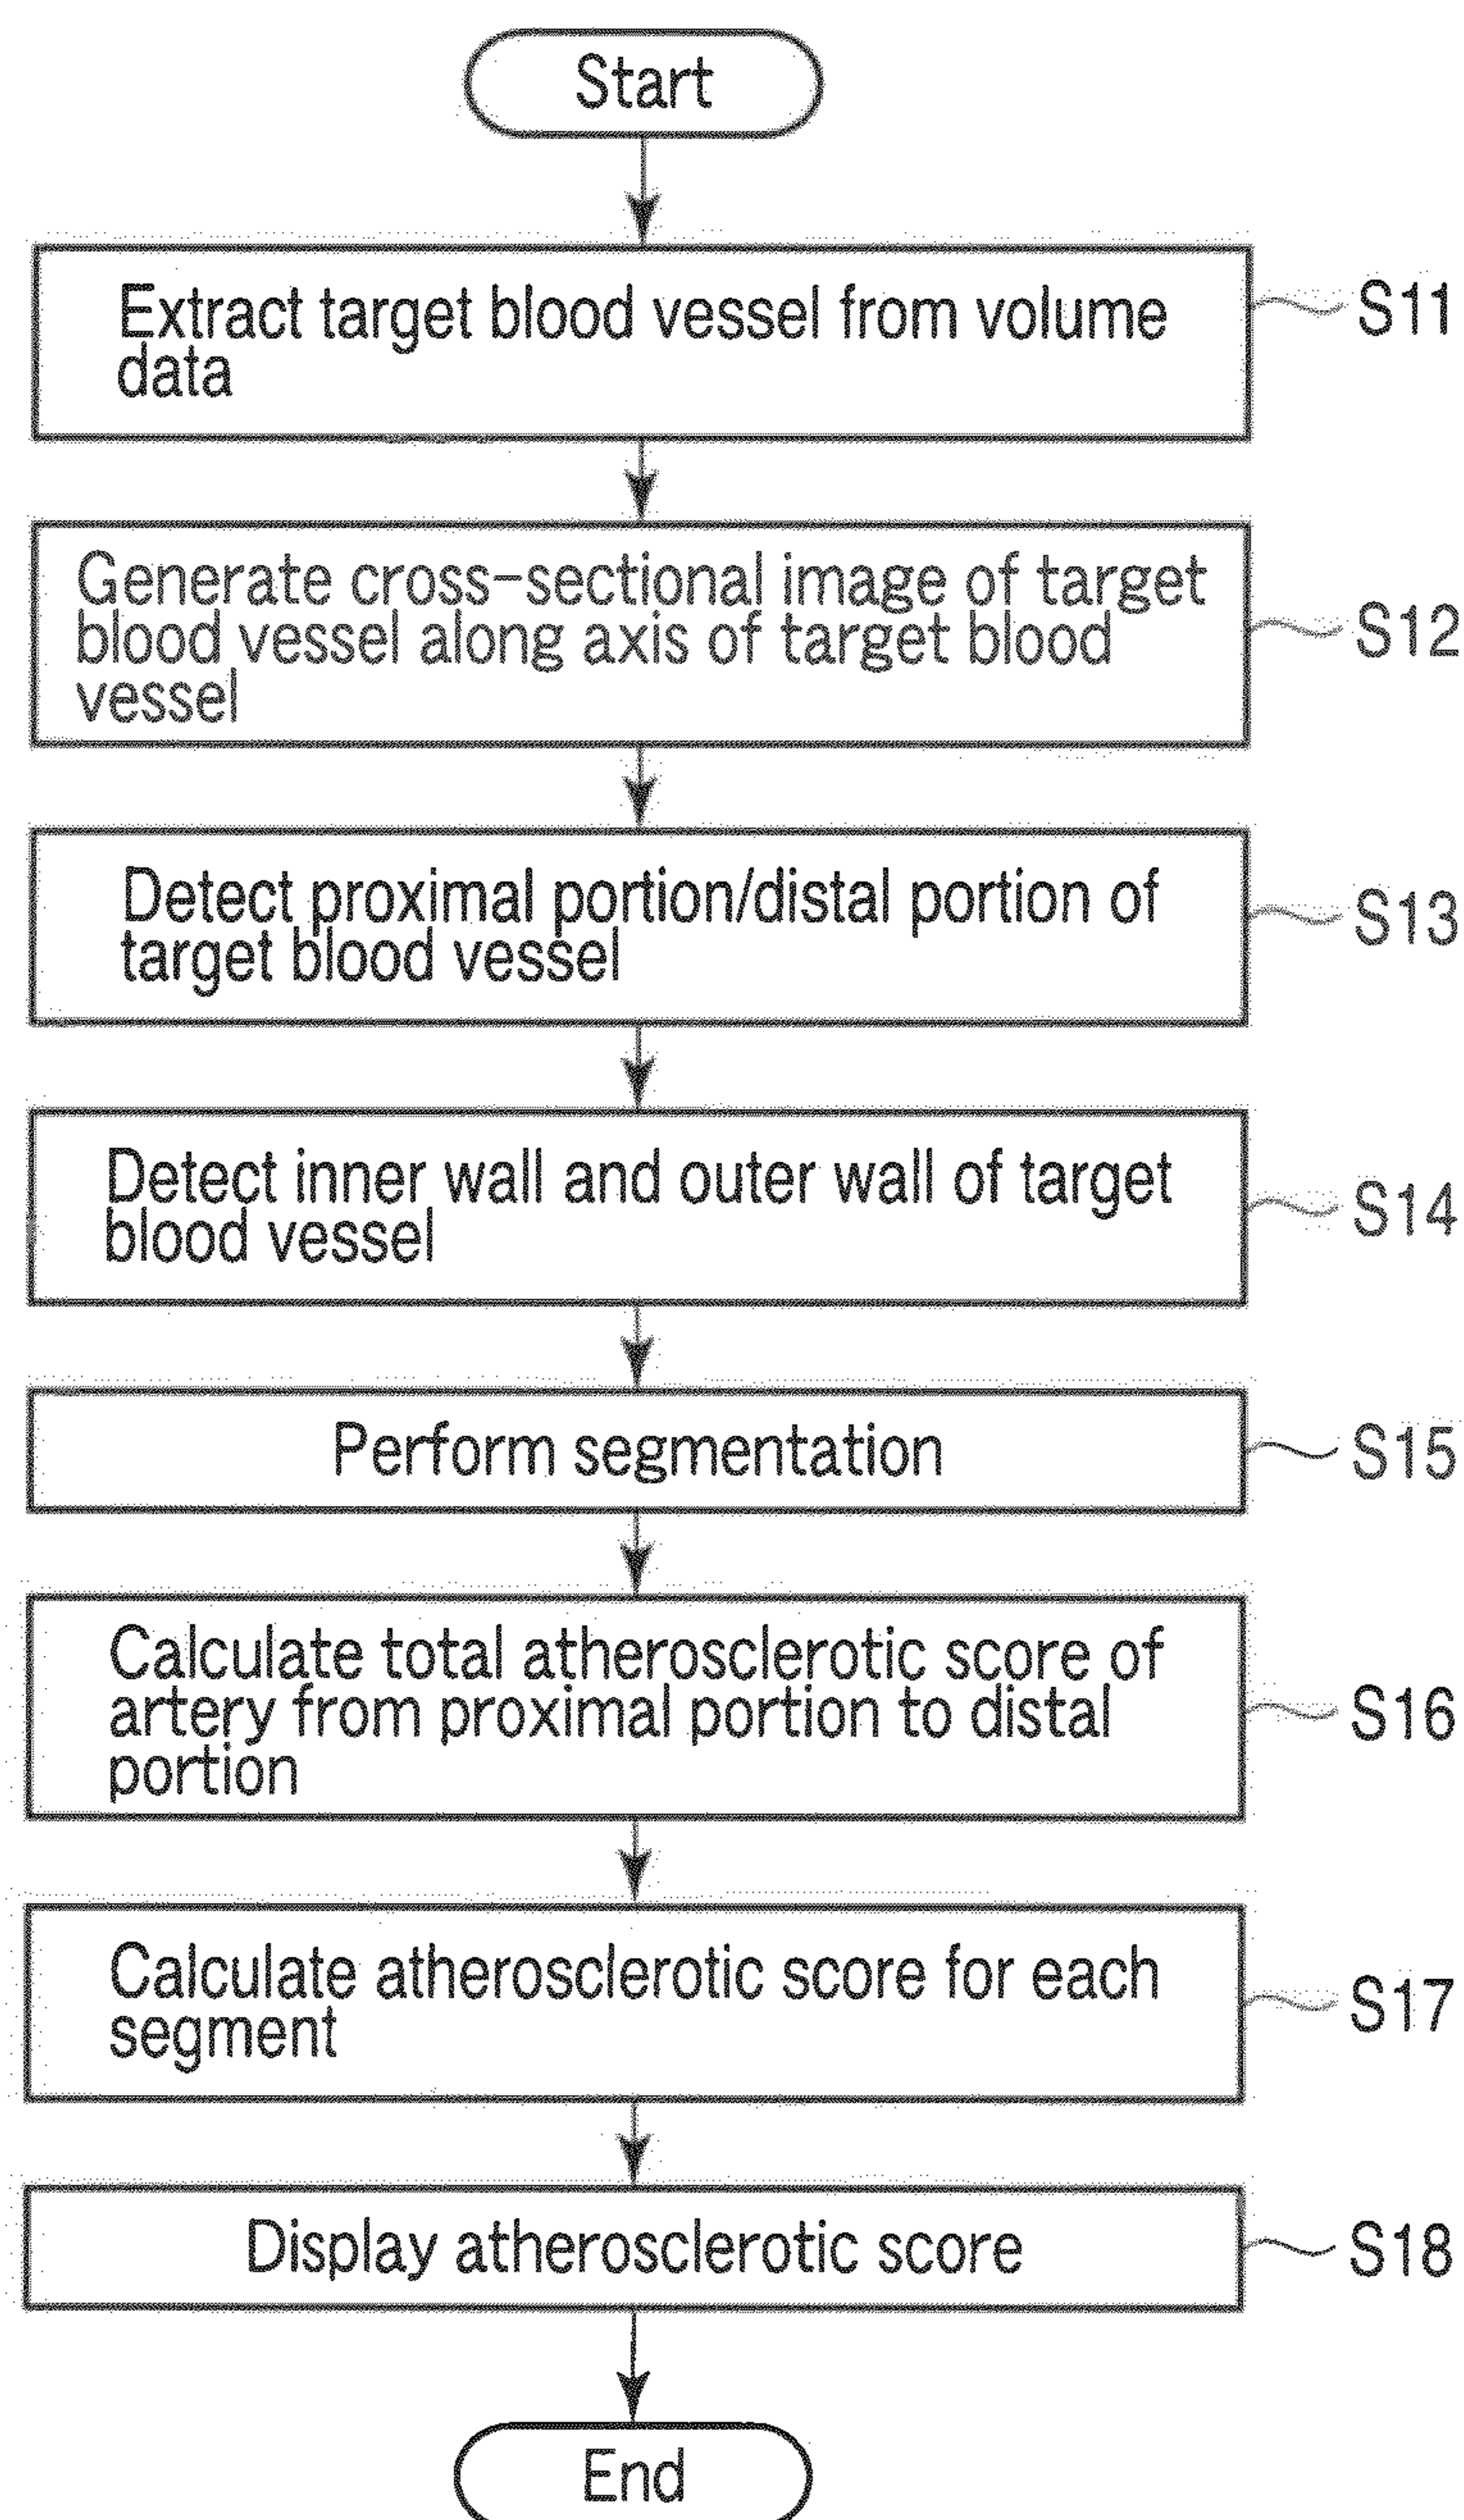 Start
Extract target blood vessel from volume
data
S11
Generate cross-sectional image of target
blood vessel along axis of target blood
vessel
S12
Detect proximal portion/distal portion of
target blood vessel
S13
Detect inner wall and outer wall of target
blood vessel
S14
Perform segmentation
S15
Calculate total atherosclerotic score of
artery from proximal portion to distal
portion
S16
Calculate atherosclerotic score for each
segment
S17
Display atherosclerotic score
S18
End